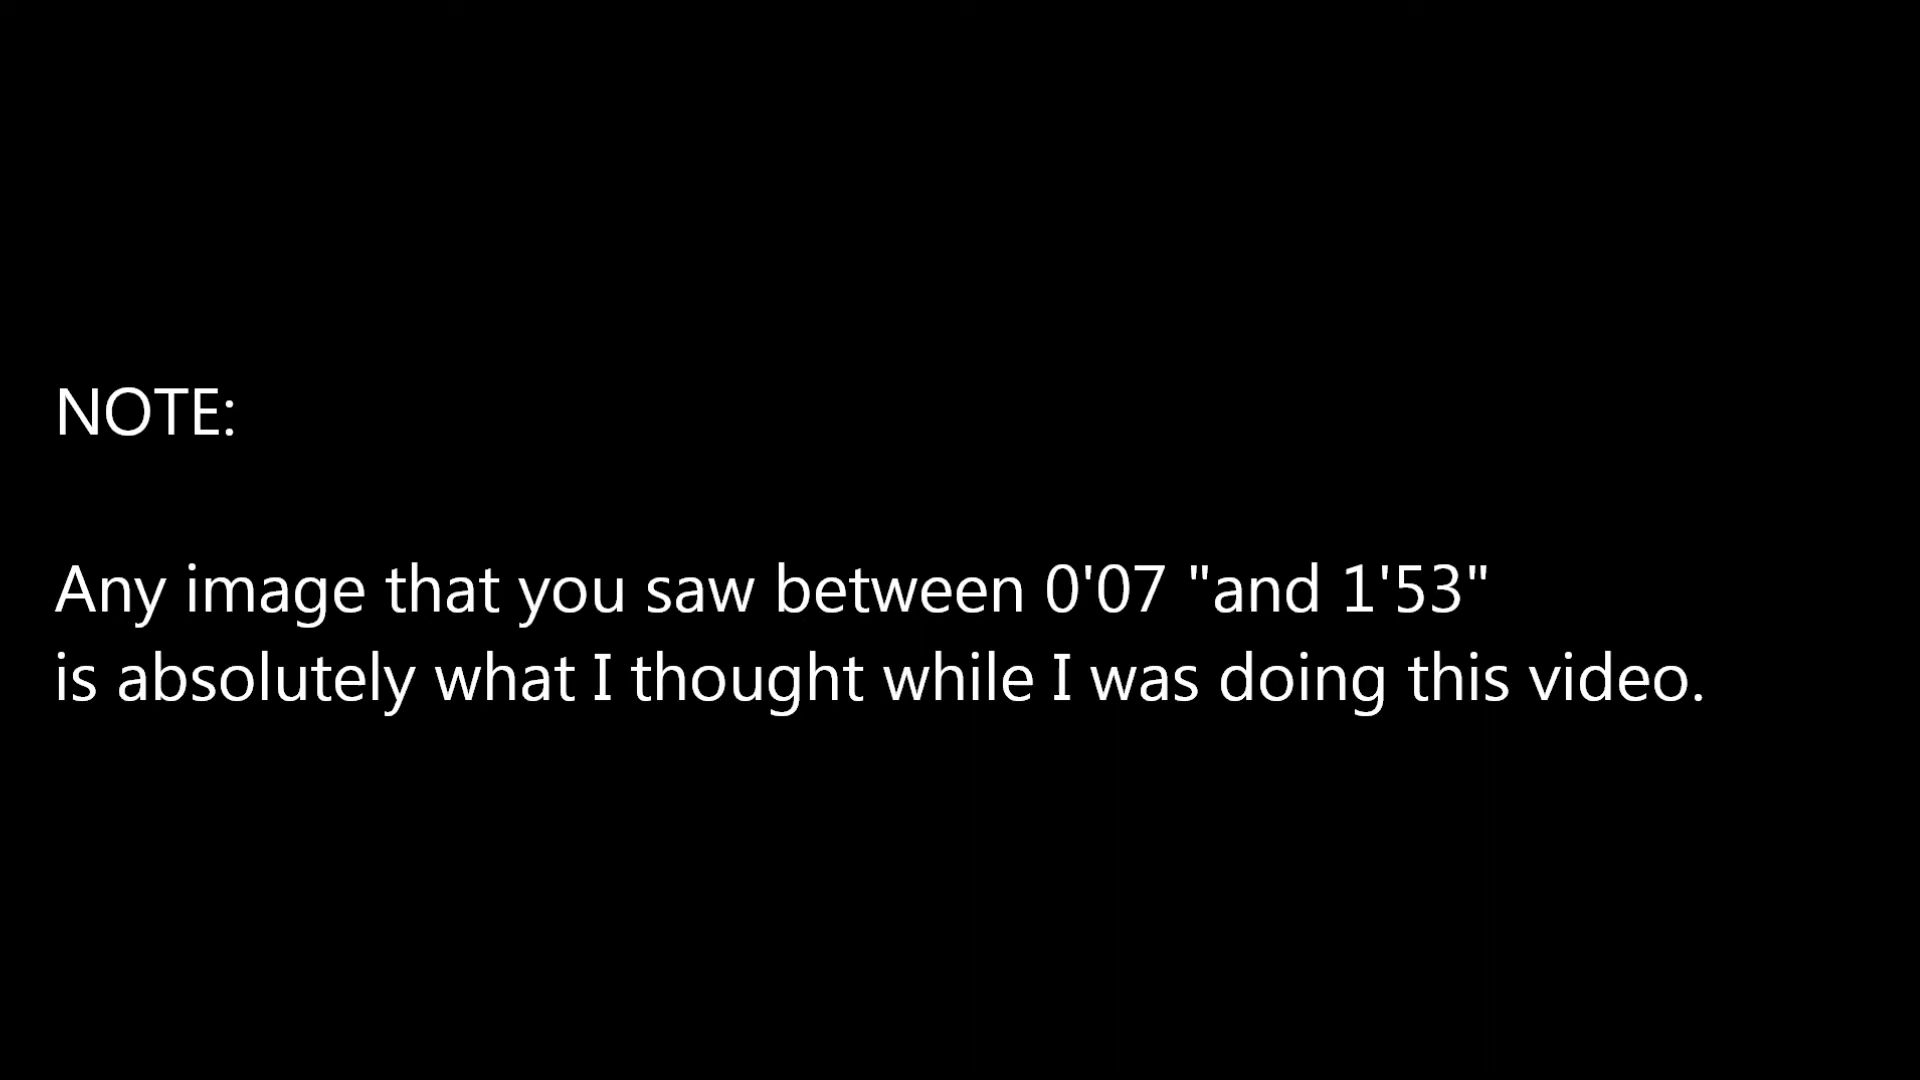 NOTE:
Any image that you saw between 0'07 "and 1'53"
is absolutely what I thought while I was doing this video.